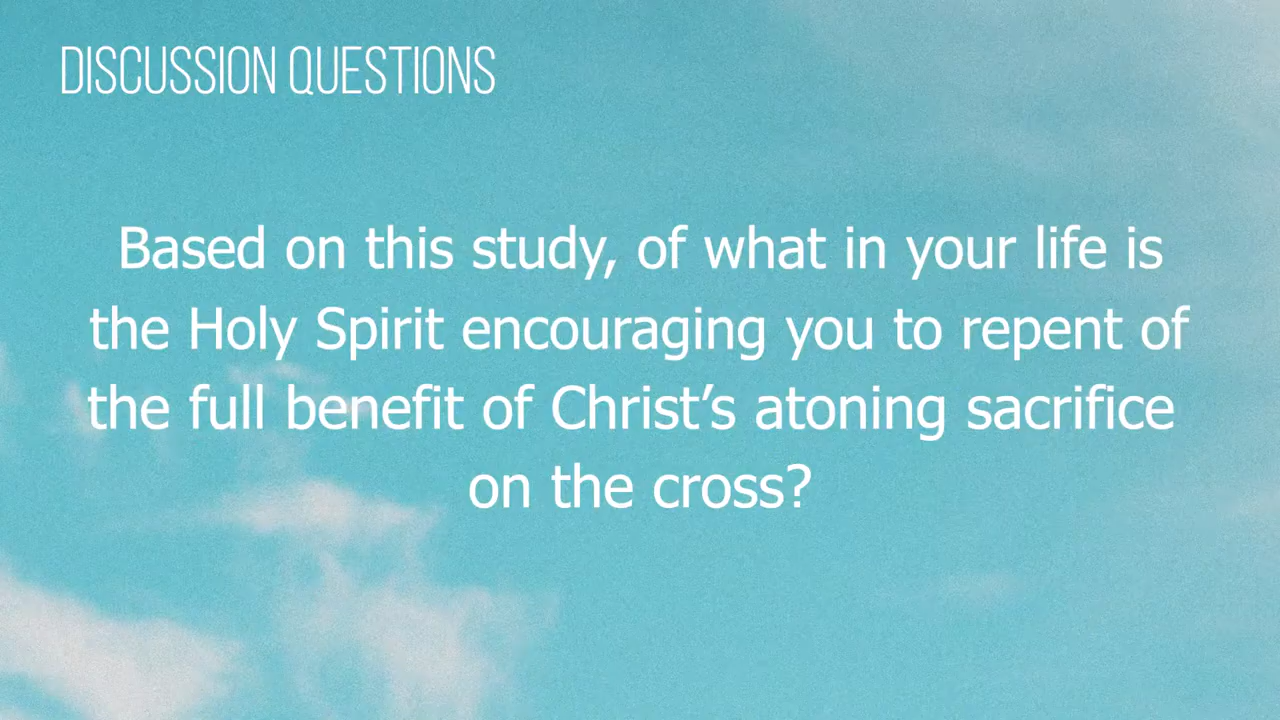 DISCUSSION QUESTIONS
Based on this study, of what in your life is
the Holy Spirit encouraging you to repent of
the full benefit of Christ’s atoning sacrifice
on the cross?